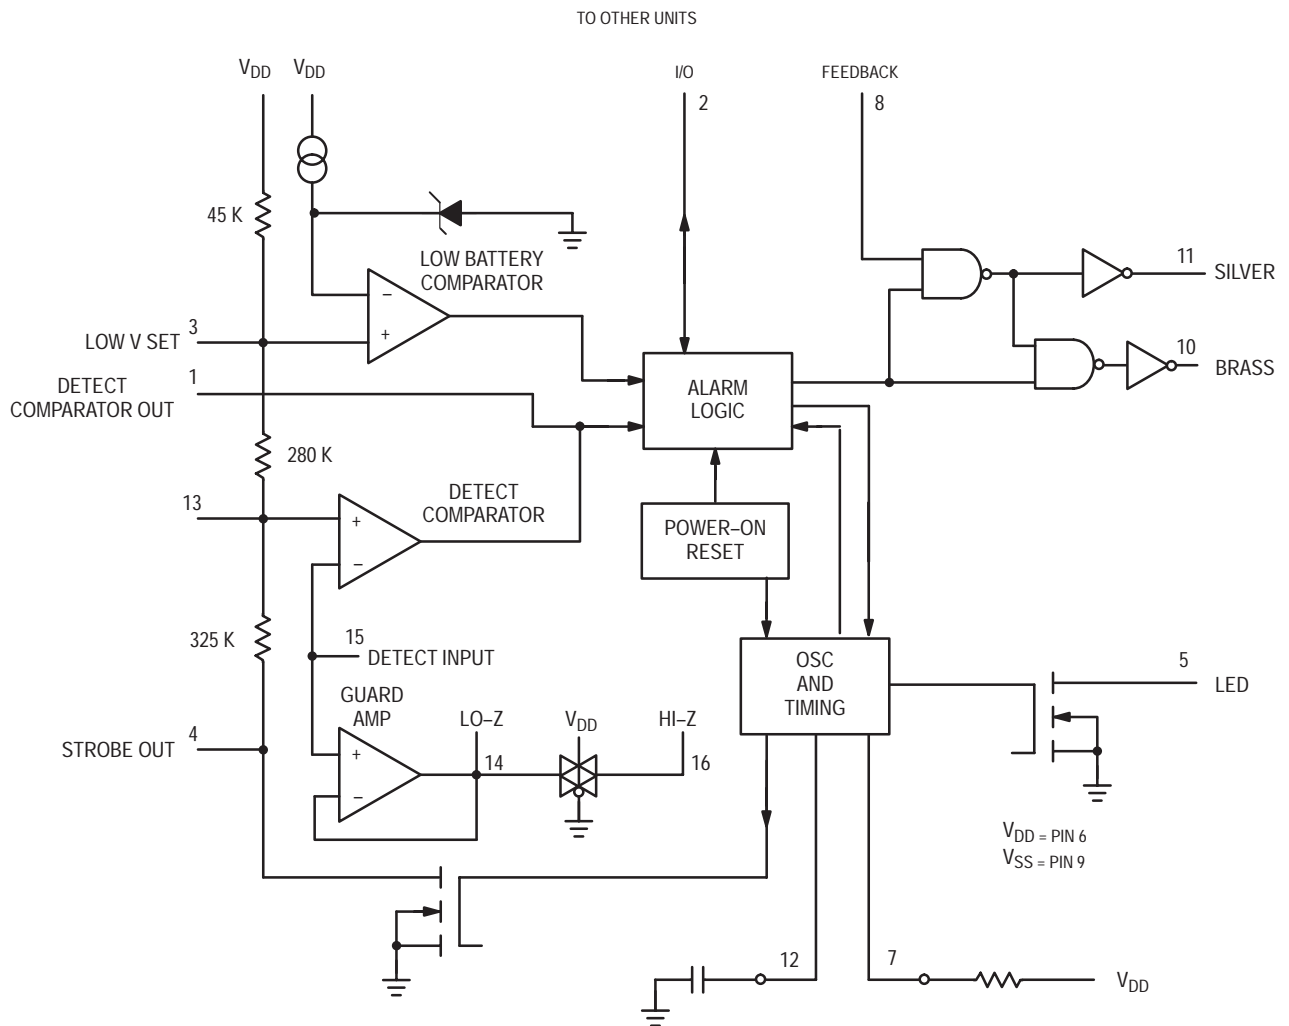 TO OTHER UNITS
VDD VDD
I/O
2
FEEDBACK
8
45 K
LOW BATTERY
COMPARATOR
−
+
11
SILVER
LOW V SET
3
10
BRASS
DETECT
COMPARATOR OUT
1
ALARM
LOGIC
280 K
13
DETECT
COMPARATOR
+
−
POWER–ON
RESET
325 K
15
DETECT INPUT
OSC
AND
TIMING
5
LED
GUARD
AMP
LO–Z
VDD
HI–Z
STROBE OUT
4
+
−
14
16
VDD = PIN 6
VSS = PIN 9
12
7
VDD